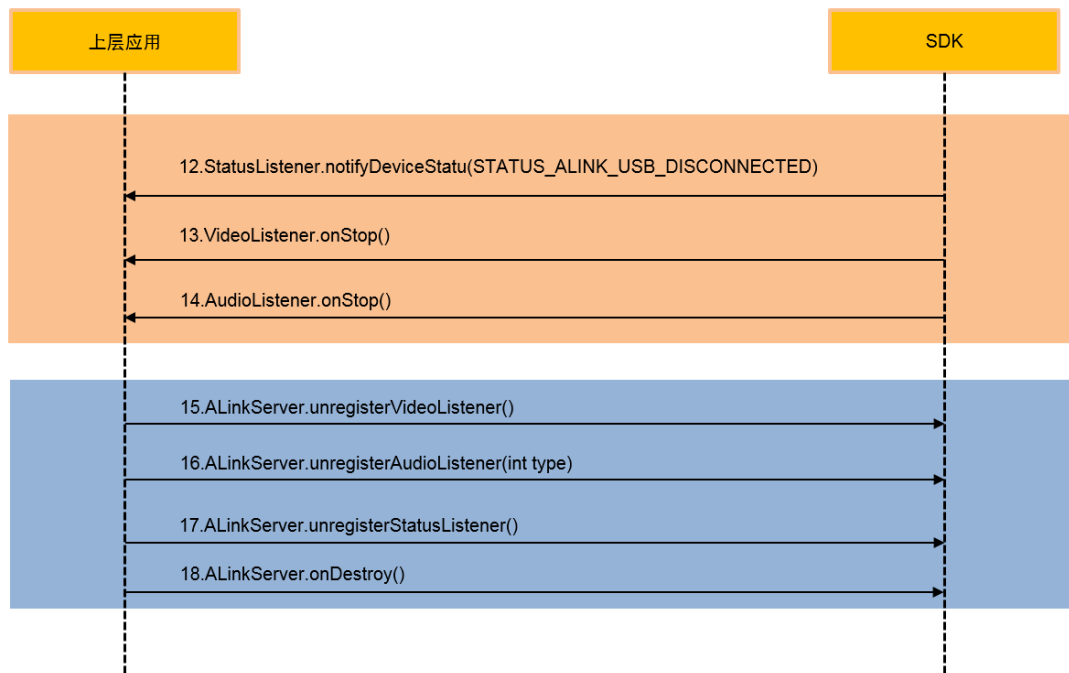 上层应用
SDK
12.StatusListener.notifyDeviceStatu(STATUS_ALINK_USB_DISCONNECTED)
13.VideoListener.onStop()
14.AudioListener.onStop()
15.ALinkServer.unregisterVideoListener()
16.ALinkServer.unregisterAudioListener(int type)
17.ALinkServer.unregisterStatusListener()
18.ALinkServer.onDestroy()